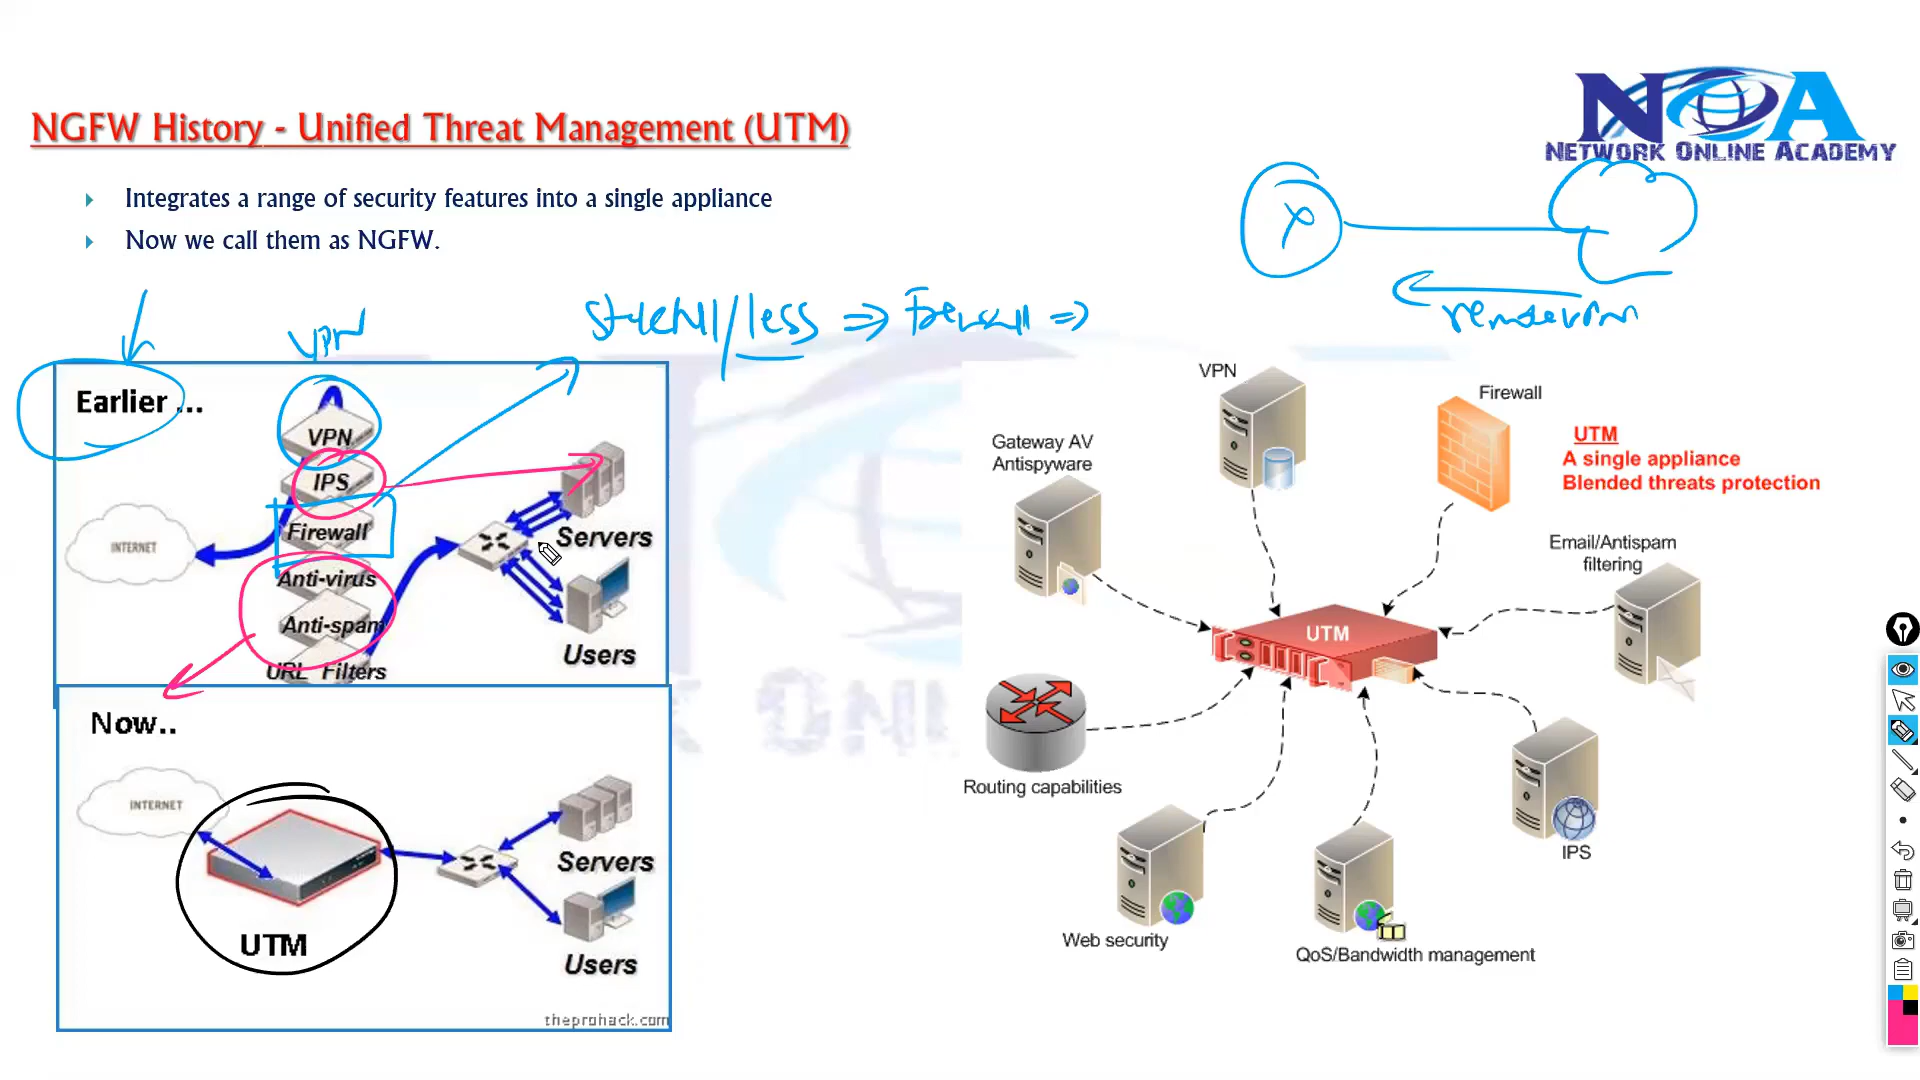 NOA
NETWORK ONLINE ACADEMY
NGFW History - Unified Threat Management (UTM)
Integrates a range of security features into a single appliance
Now we call them as NGFW.
VPN
/less => =>
Earlier ...
VPN
IPS
Firewall
Anti-virus
Anti-spam
URL Filters
INTERNET
Servers
Users
Now..
INTERNET
UTM
Servers
Users
theprohack.com
VPN
Firewall
Gateway AV
Antispyware
UTM
A single appliance
Blended threats protection
Email/Antispam
filtering
UTM
Routing capabilities
IPS
Web security
QoS/Bandwidth management